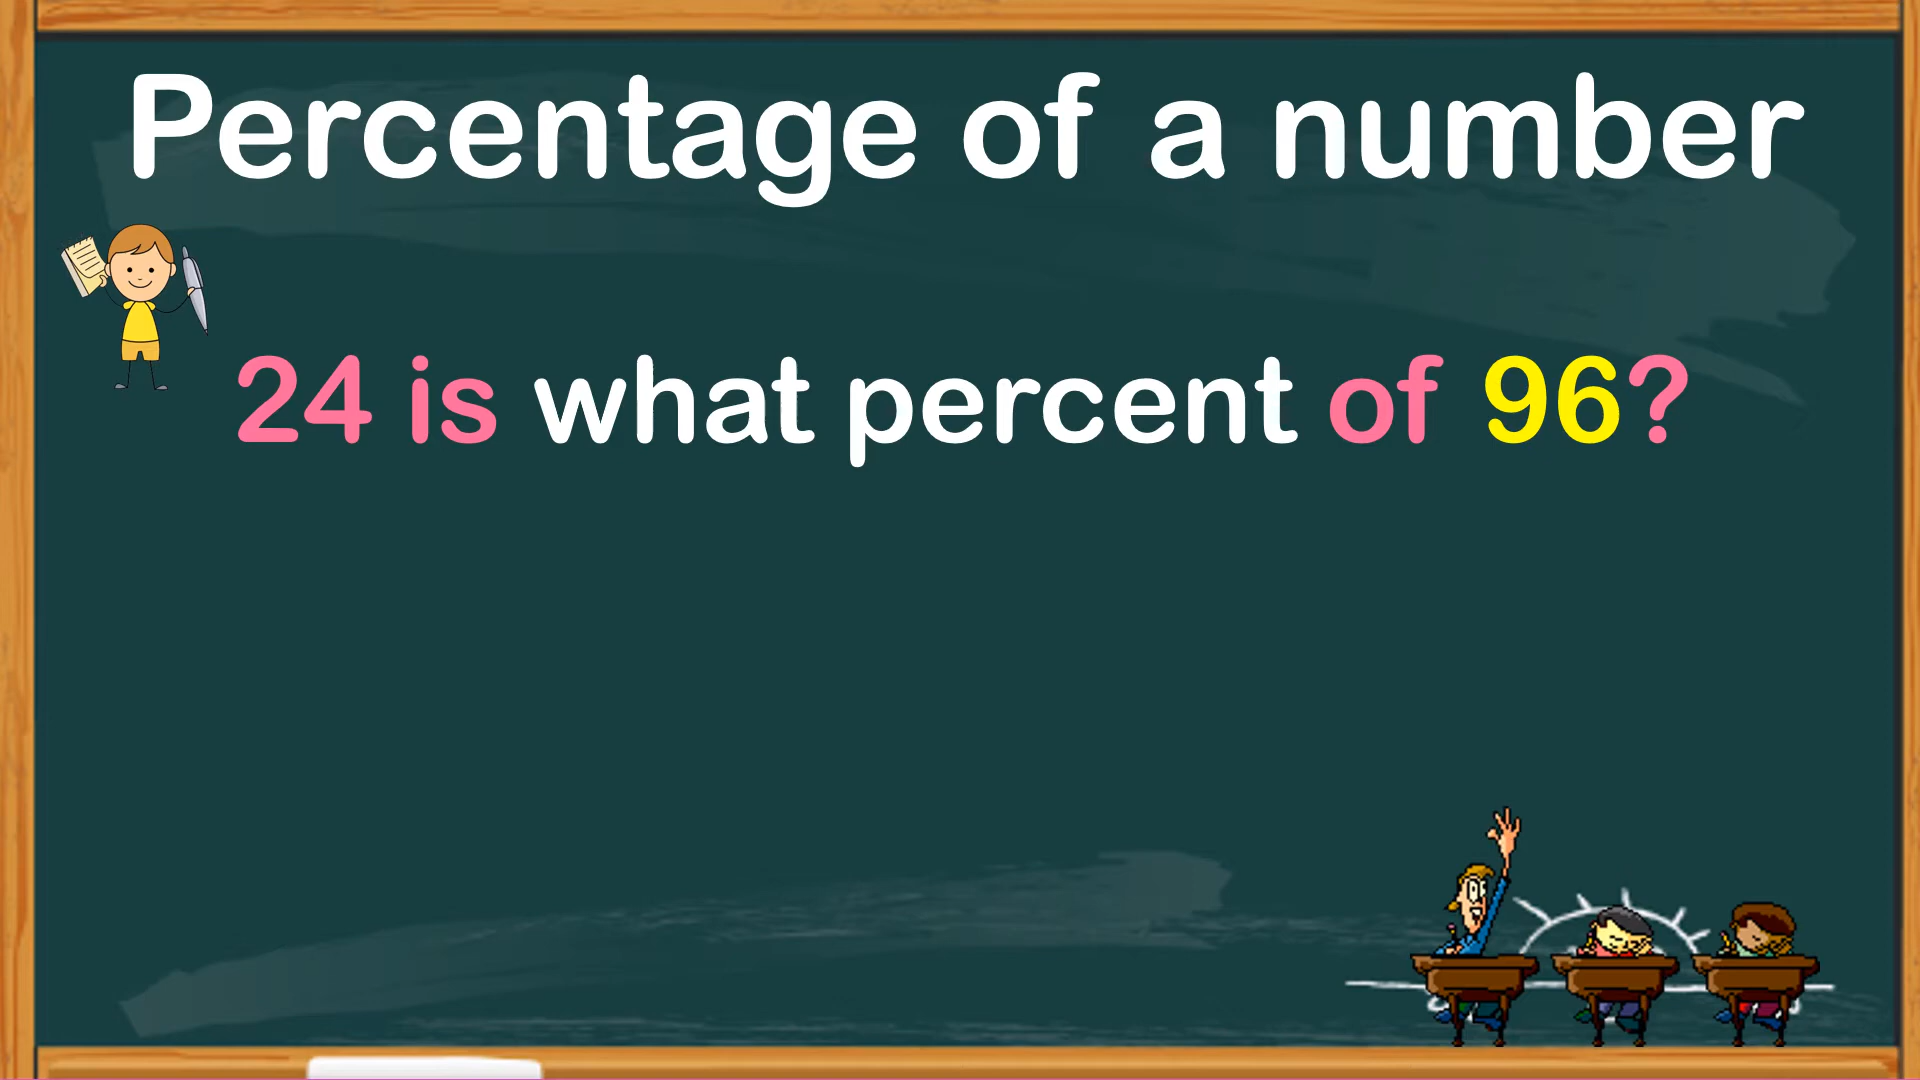 Percentage of a number
24 is what percent of 96?